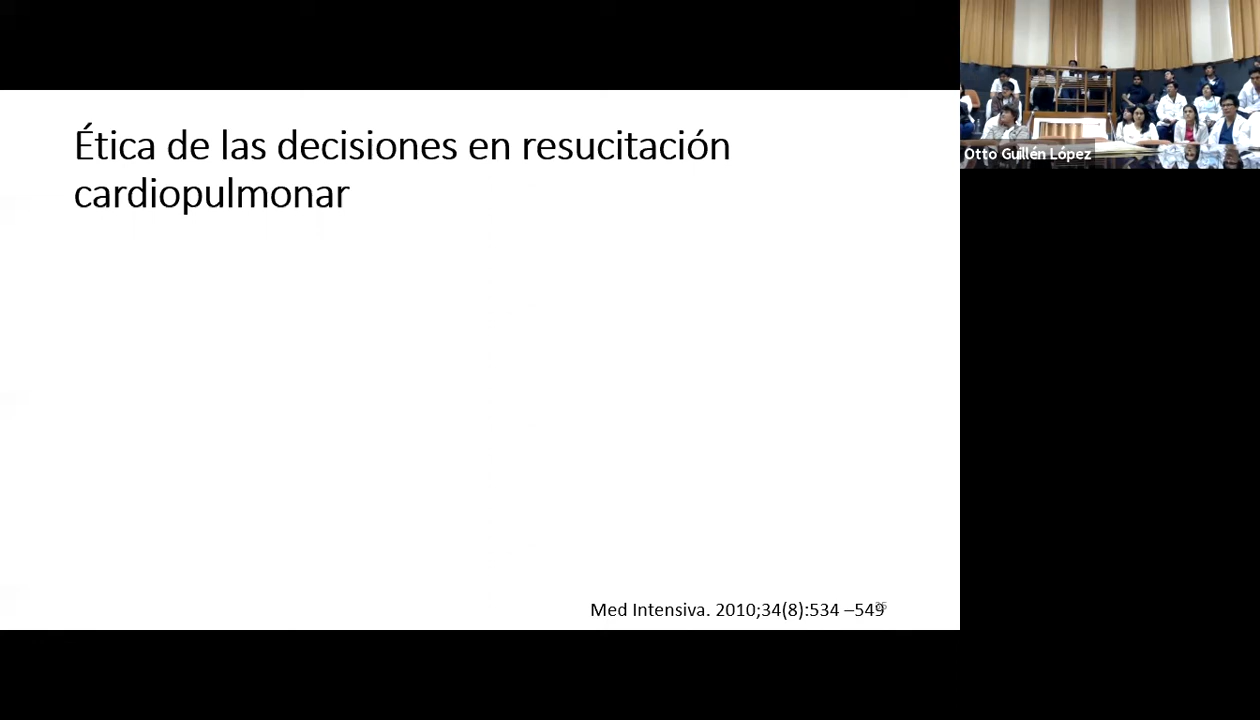 Ética de las decisiones en resucitación
cardiopulmonar
Otto Guillén López
Med Intensiva. 2010;34(8):534 –549